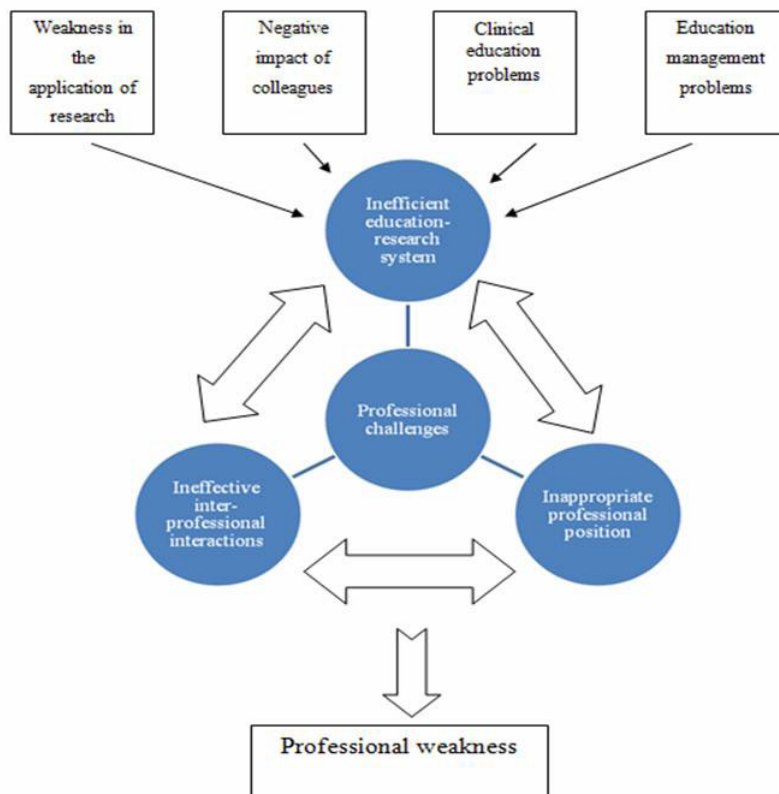 Weakness in
the
application of
research
Negative
impact of
colleagues
Clinical
education
problems
Education
management
problems
Inefficient
education-
research
system
Professional
challenges
Ineffective
inter-
professional
interactions
Inappropriate
professional
position
Professional weakness